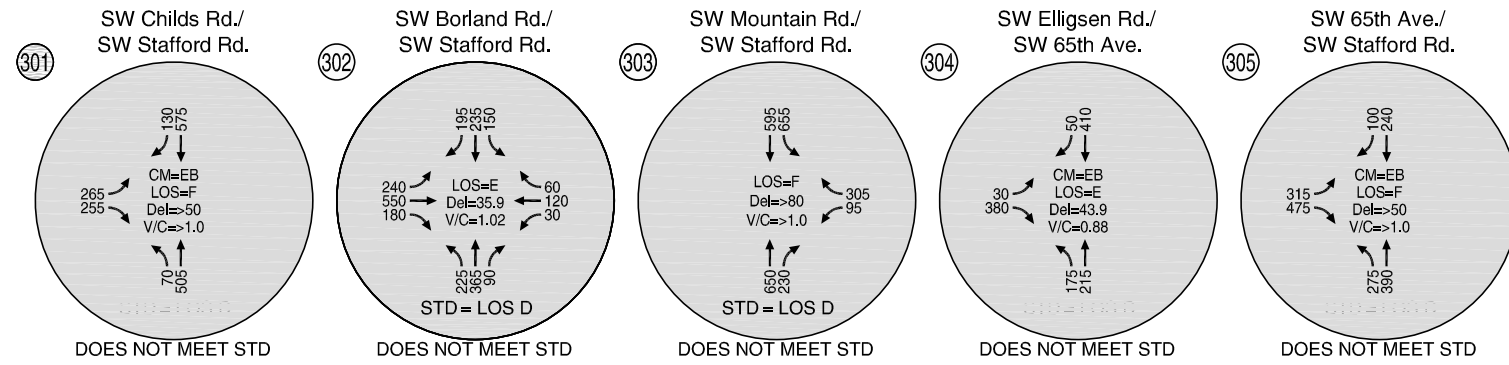 SW Childs Rd./
SW Stafford Rd.
301
130
575
265
255
CM=EB
LOS=F
Del=>50
V/C=>1.0
70
505
DOES NOT MEET STD
SW Borland Rd./
SW Stafford Rd.
302
195
235
150
240
550
180
LOS=E
Del=35.9
V/C=1.02
60
120
30
225
365
90
STD = LOS D
DOES NOT MEET STD
SW Mountain Rd./
SW Stafford Rd.
303
595
655
LOS=F
Del=>80
V/C=>1.0
305
95
650
230
STD = LOS D
DOES NOT MEET STD
SW Elligsen Rd./
SW 65th Ave.
304
50
410
30
380
CM=EB
LOS=E
Del=43.9
V/C=0.88
175
215
DOES NOT MEET STD
SW 65th Ave./
SW Stafford Rd.
305
100
240
315
475
CM=EB
LOS=F
Del=>50
V/C=>1.0
275
390
DOES NOT MEET STD